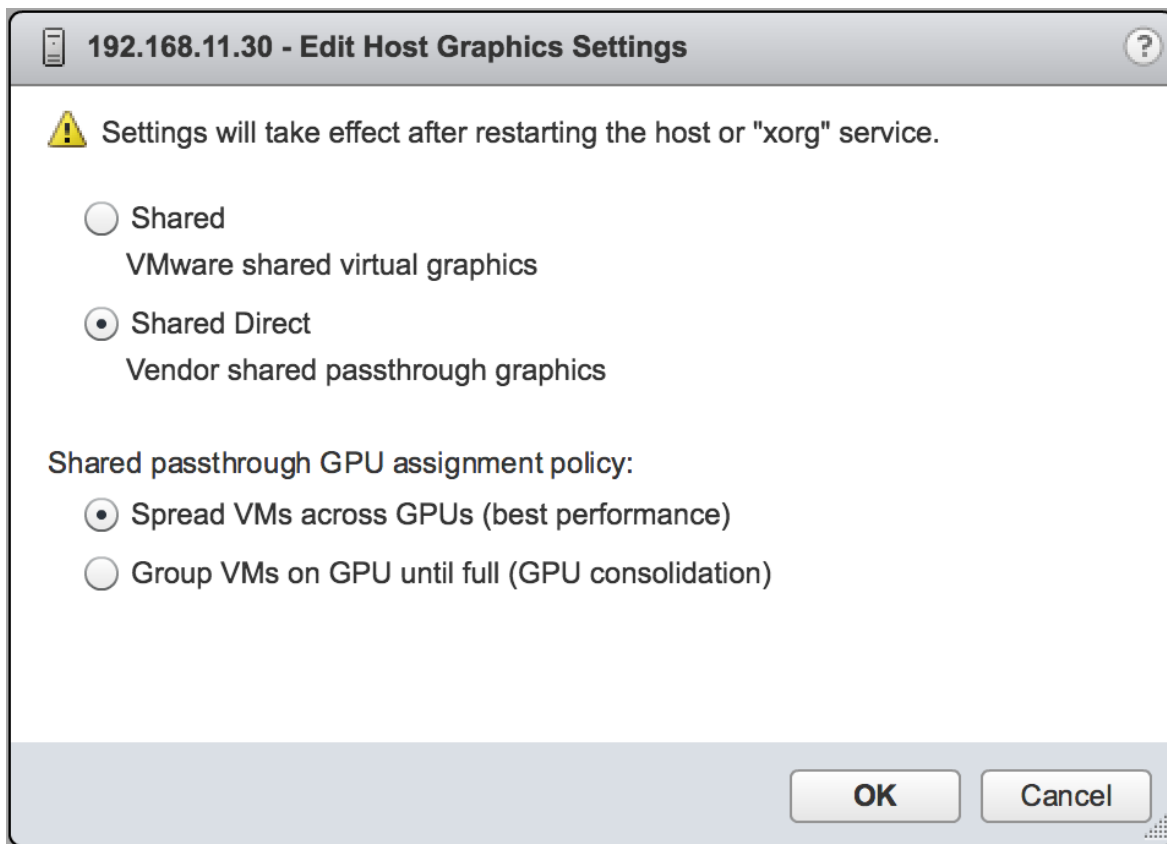 192.168.11.30 - Edit Host Graphics Settings
?
Settings will take effect after restarting the host or "xorg" service.
Shared
VMware shared virtual graphics
Shared Direct
Vendor shared passthrough graphics
Shared passthrough GPU assignment policy:
Spread VMs across GPUs (best performance)
Group VMs on GPU until full (GPU consolidation)
OK Cancel